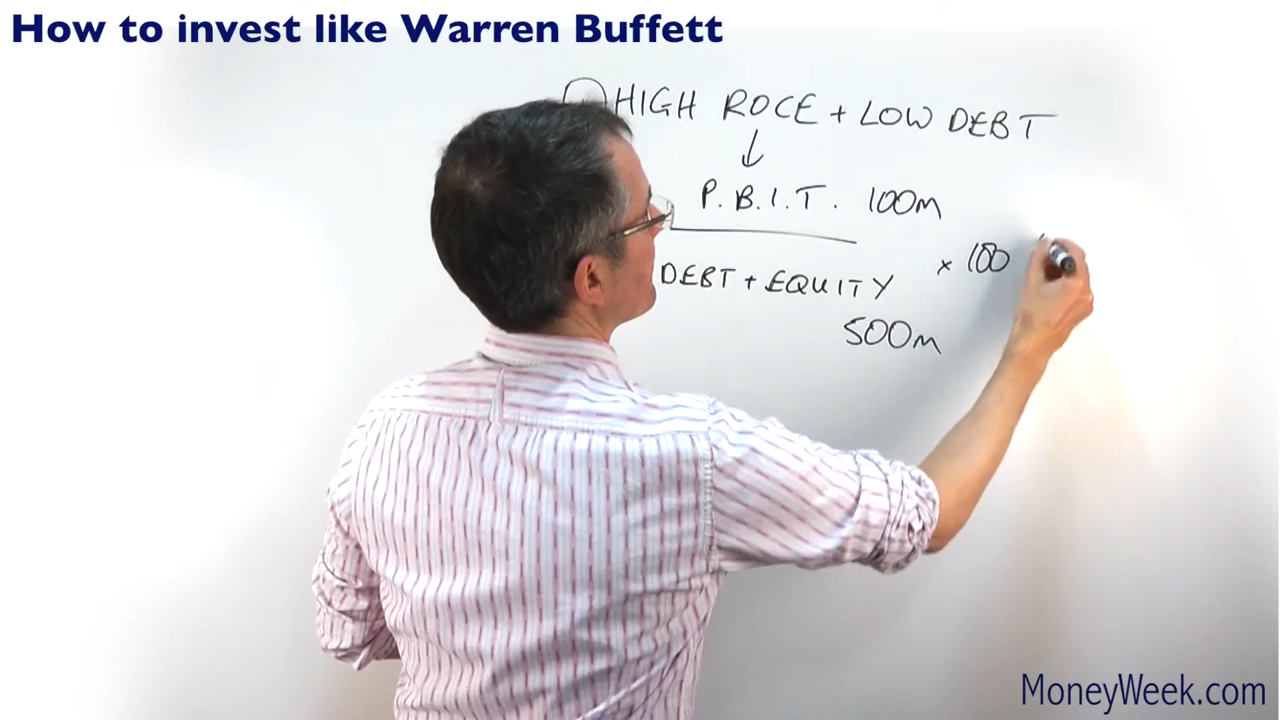 How to invest like Warren Buffett
HIGH ROCE + LOW DEBT
P.B.I.T. 100m
× 100
DEBT + EQUITY
500m
MoneyWeek.com